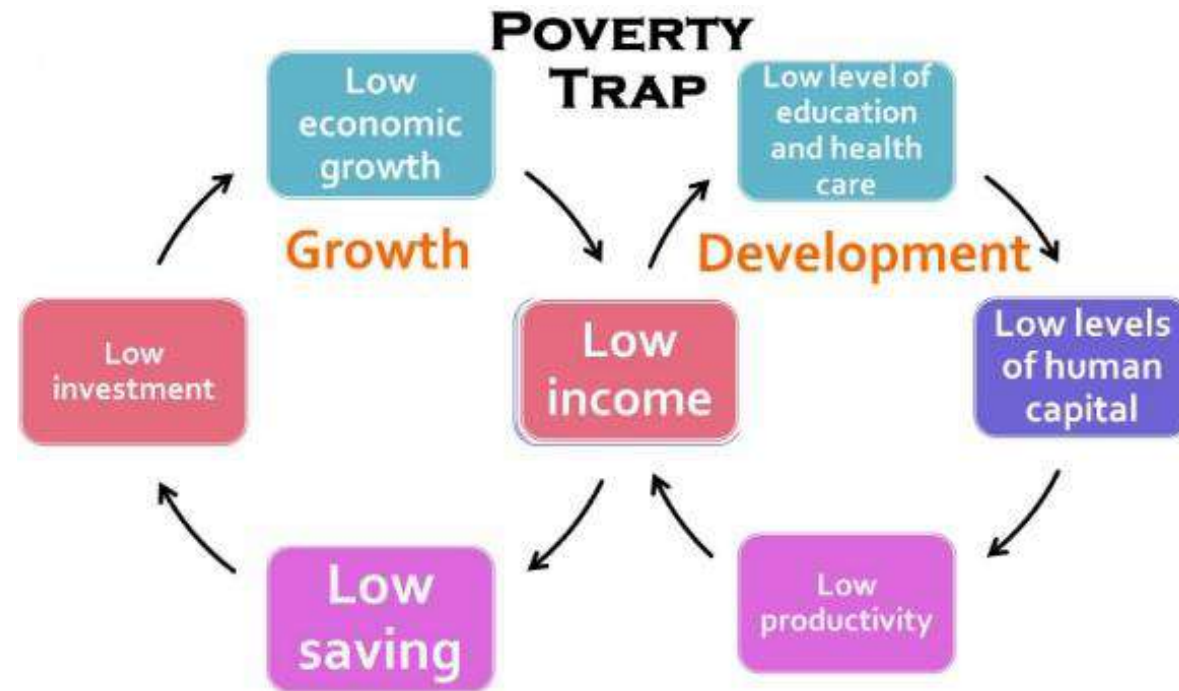 POVERTY
TRAP
Low
economic
growth
Low level of
education
and health
care
Growth
Development
Low
investment
Low
income
Low levels
of human
capital
Low
saving
Low
productivity